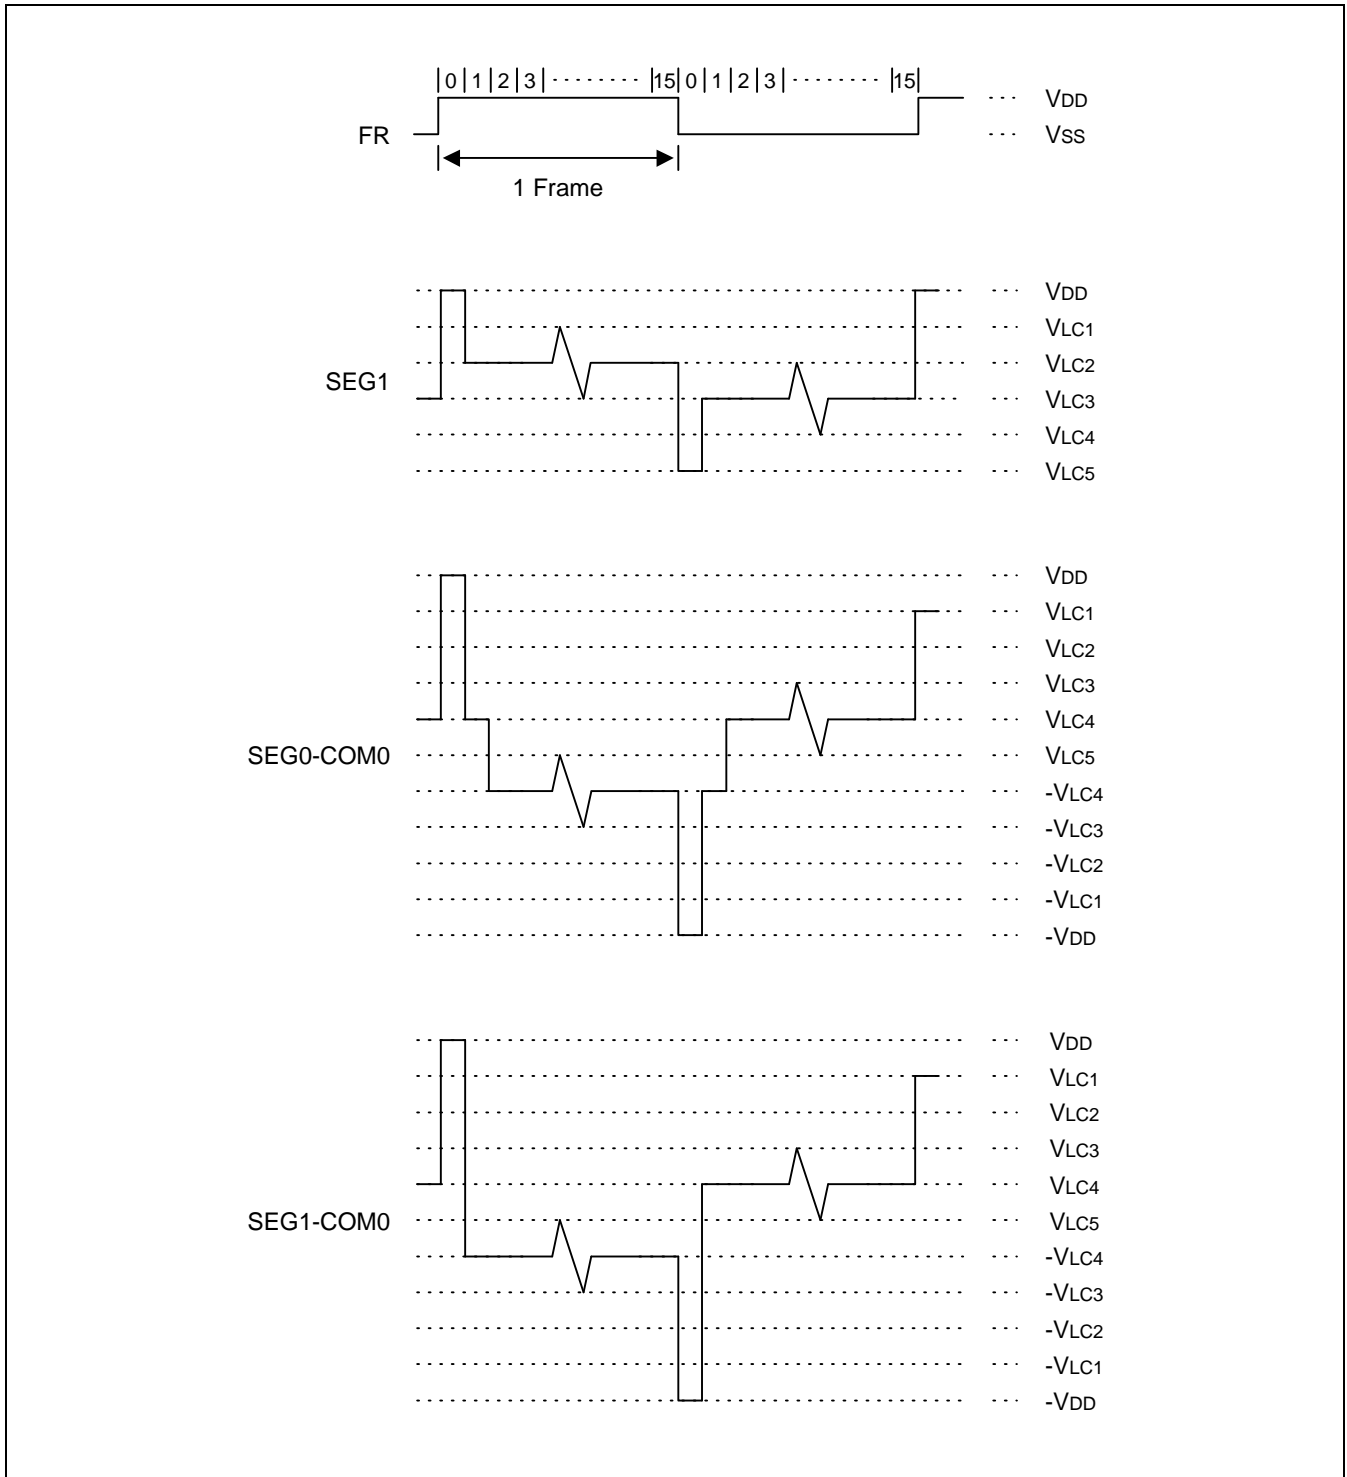 0 1 2 3 15 0 1 2 3 15
VDD
FR
VSS
1 Frame
VDD
VLC1
VLC2
SEG1
VLC3
VLC4
VLC5
VDD
VLC1
VLC2
VLC3
VLC4
SEG0-COM0
VLC5
-VLC4
-VLC3
-VLC2
-VLC1
-VDD
VDD
VLC1
VLC2
VLC3
VLC4
SEG1-COM0
VLC5
-VLC4
-VLC3
-VLC2
-VLC1
-VDD